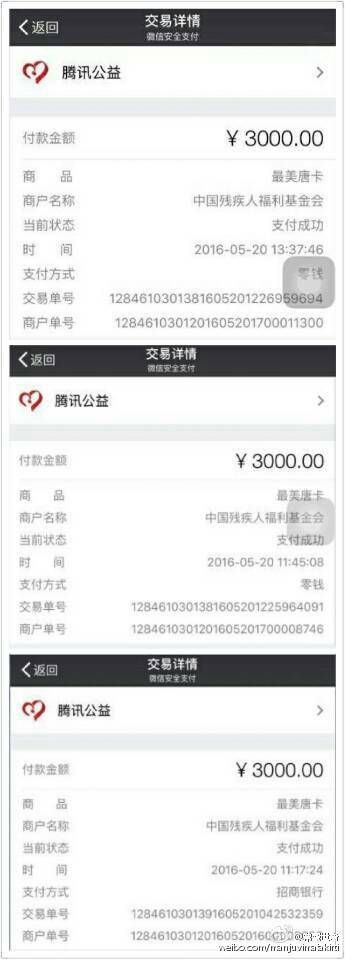 返回
交易详情
微信安全支付
腾讯公益
付款金额 ¥ 3000.00
商 品 最美唐卡
商户名称 中国残疾人福利基金会
当前状态 支付成功
时 间 2016-05-20 13:37:46
支付方式 零钱
交易单号 1284610301381605201226959694
商户单号 1284610301201605201700011300
返回
交易详情
微信安全支付
腾讯公益
付款金额 ¥ 3000.00
商 品 最美唐卡
商户名称 中国残疾人福利基金会
当前状态 支付成功
时 间 2016-05-20 11:45:08
支付方式 零钱
交易单号 1284610301381605201225964091
商户单号 1284610301201605201700008746
返回
交易详情
微信安全支付
腾讯公益
付款金额 ¥ 3000.00
商 品 最美唐卡
商户名称 中国残疾人福利基金会
当前状态 支付成功
时 间 2016-05-20 11:17:24
支付方式 招商银行
交易单号 1284610301391605201042532359
商户单号
weibo.com/manjuvinatakirti